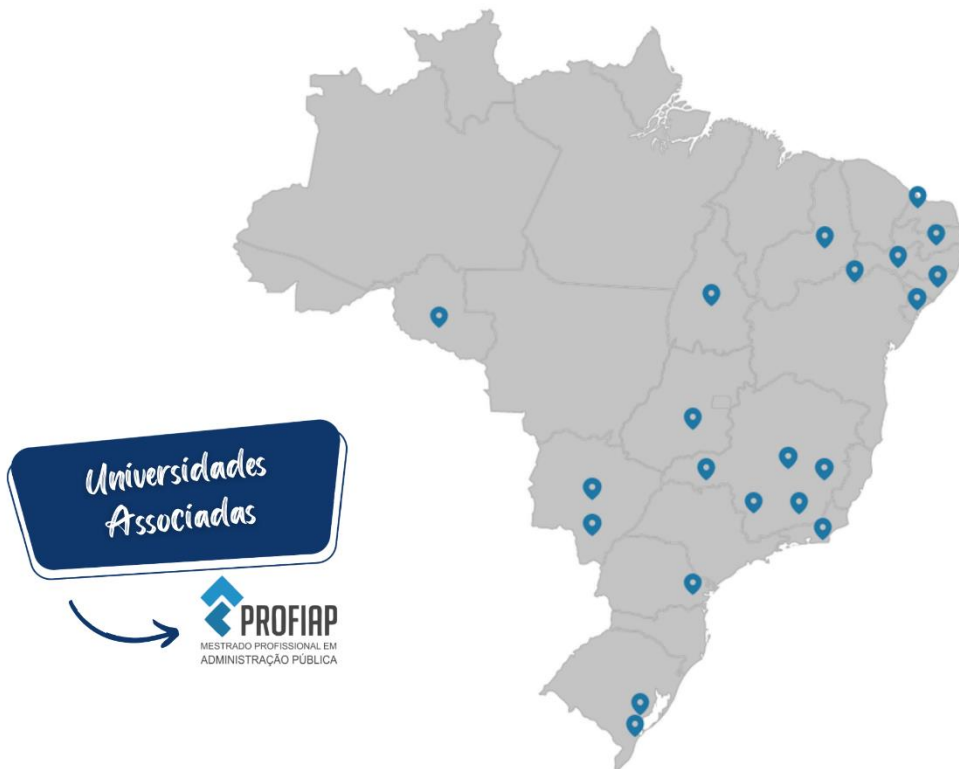 Universidades
Associadas
PROFIAP
MESTRADO PROFISSIONAL EM
ADMINISTRAÇÃO PÚBLICA